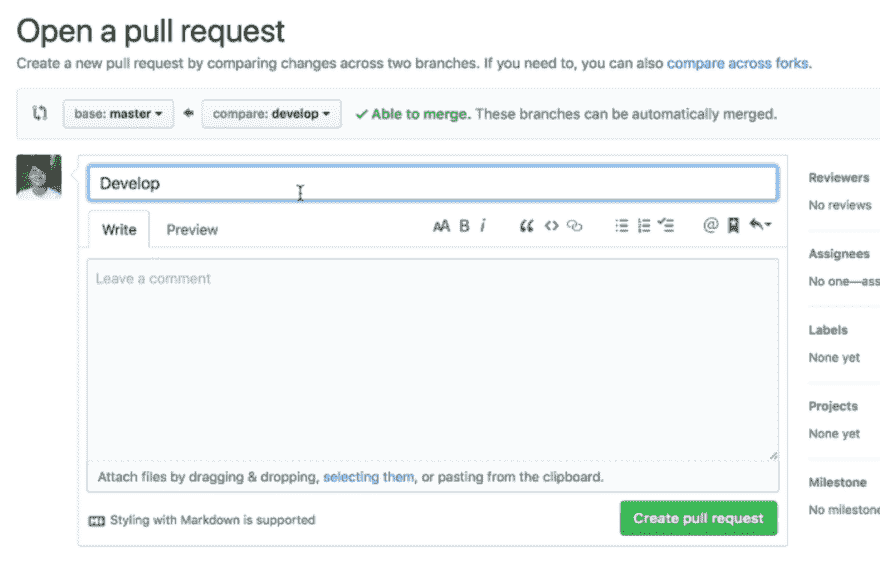 Open a pull request
Create a new pull request by comparing changes across two branches. If you need to, you can also compare across forks.
base: master compare: develop Able to merge. These branches can be automatically merged.
Develop
Write Preview AA B i @
Leave a comment
Attach files by dragging & dropping, selecting them, or pasting from the clipboard.
Styling with Markdown is supported
Create pull request
Reviewers
No reviews
Assignees
No one—ass
Labels
None yet
Projects
None yet
Milestone
No milestone